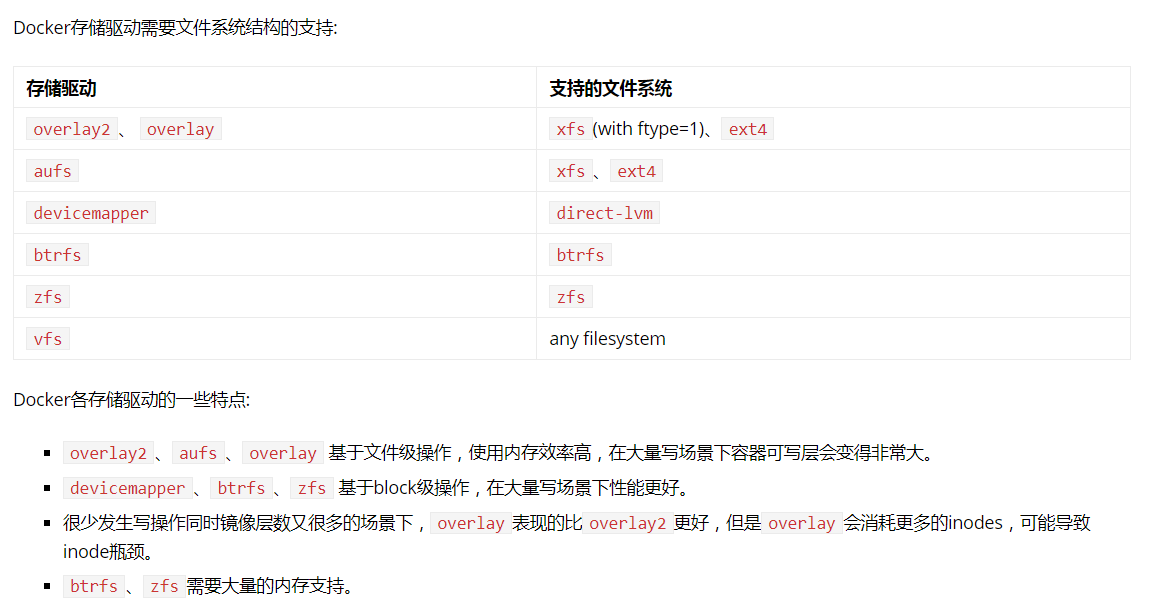 Docker存储驱动需要文件系统结构的支持:
存储驱动 支持的文件系统
overlay2 、 overlay xfs (with ftype=1)、 ext4
aufs xfs 、 ext4
devicemapper direct-lvm
btrfs btrfs
zfs zfs
vfs any filesystem
Docker各存储驱动的一些特点:
▪ overlay2 、 aufs 、 overlay 基于文件级操作，使用内存效率高，在大量写场景下容器可写层会变得非常大。
▪ devicemapper 、 btrfs 、 zfs 基于block级操作，在大量写场景下性能更好。
▪ 很少发生写操作同时镜像层数又很多的场景下， overlay 表现的比 overlay2 更好，但是 overlay 会消耗更多的inodes，可能导致
inode瓶颈。
▪ btrfs 、 zfs 需要大量的内存支持。